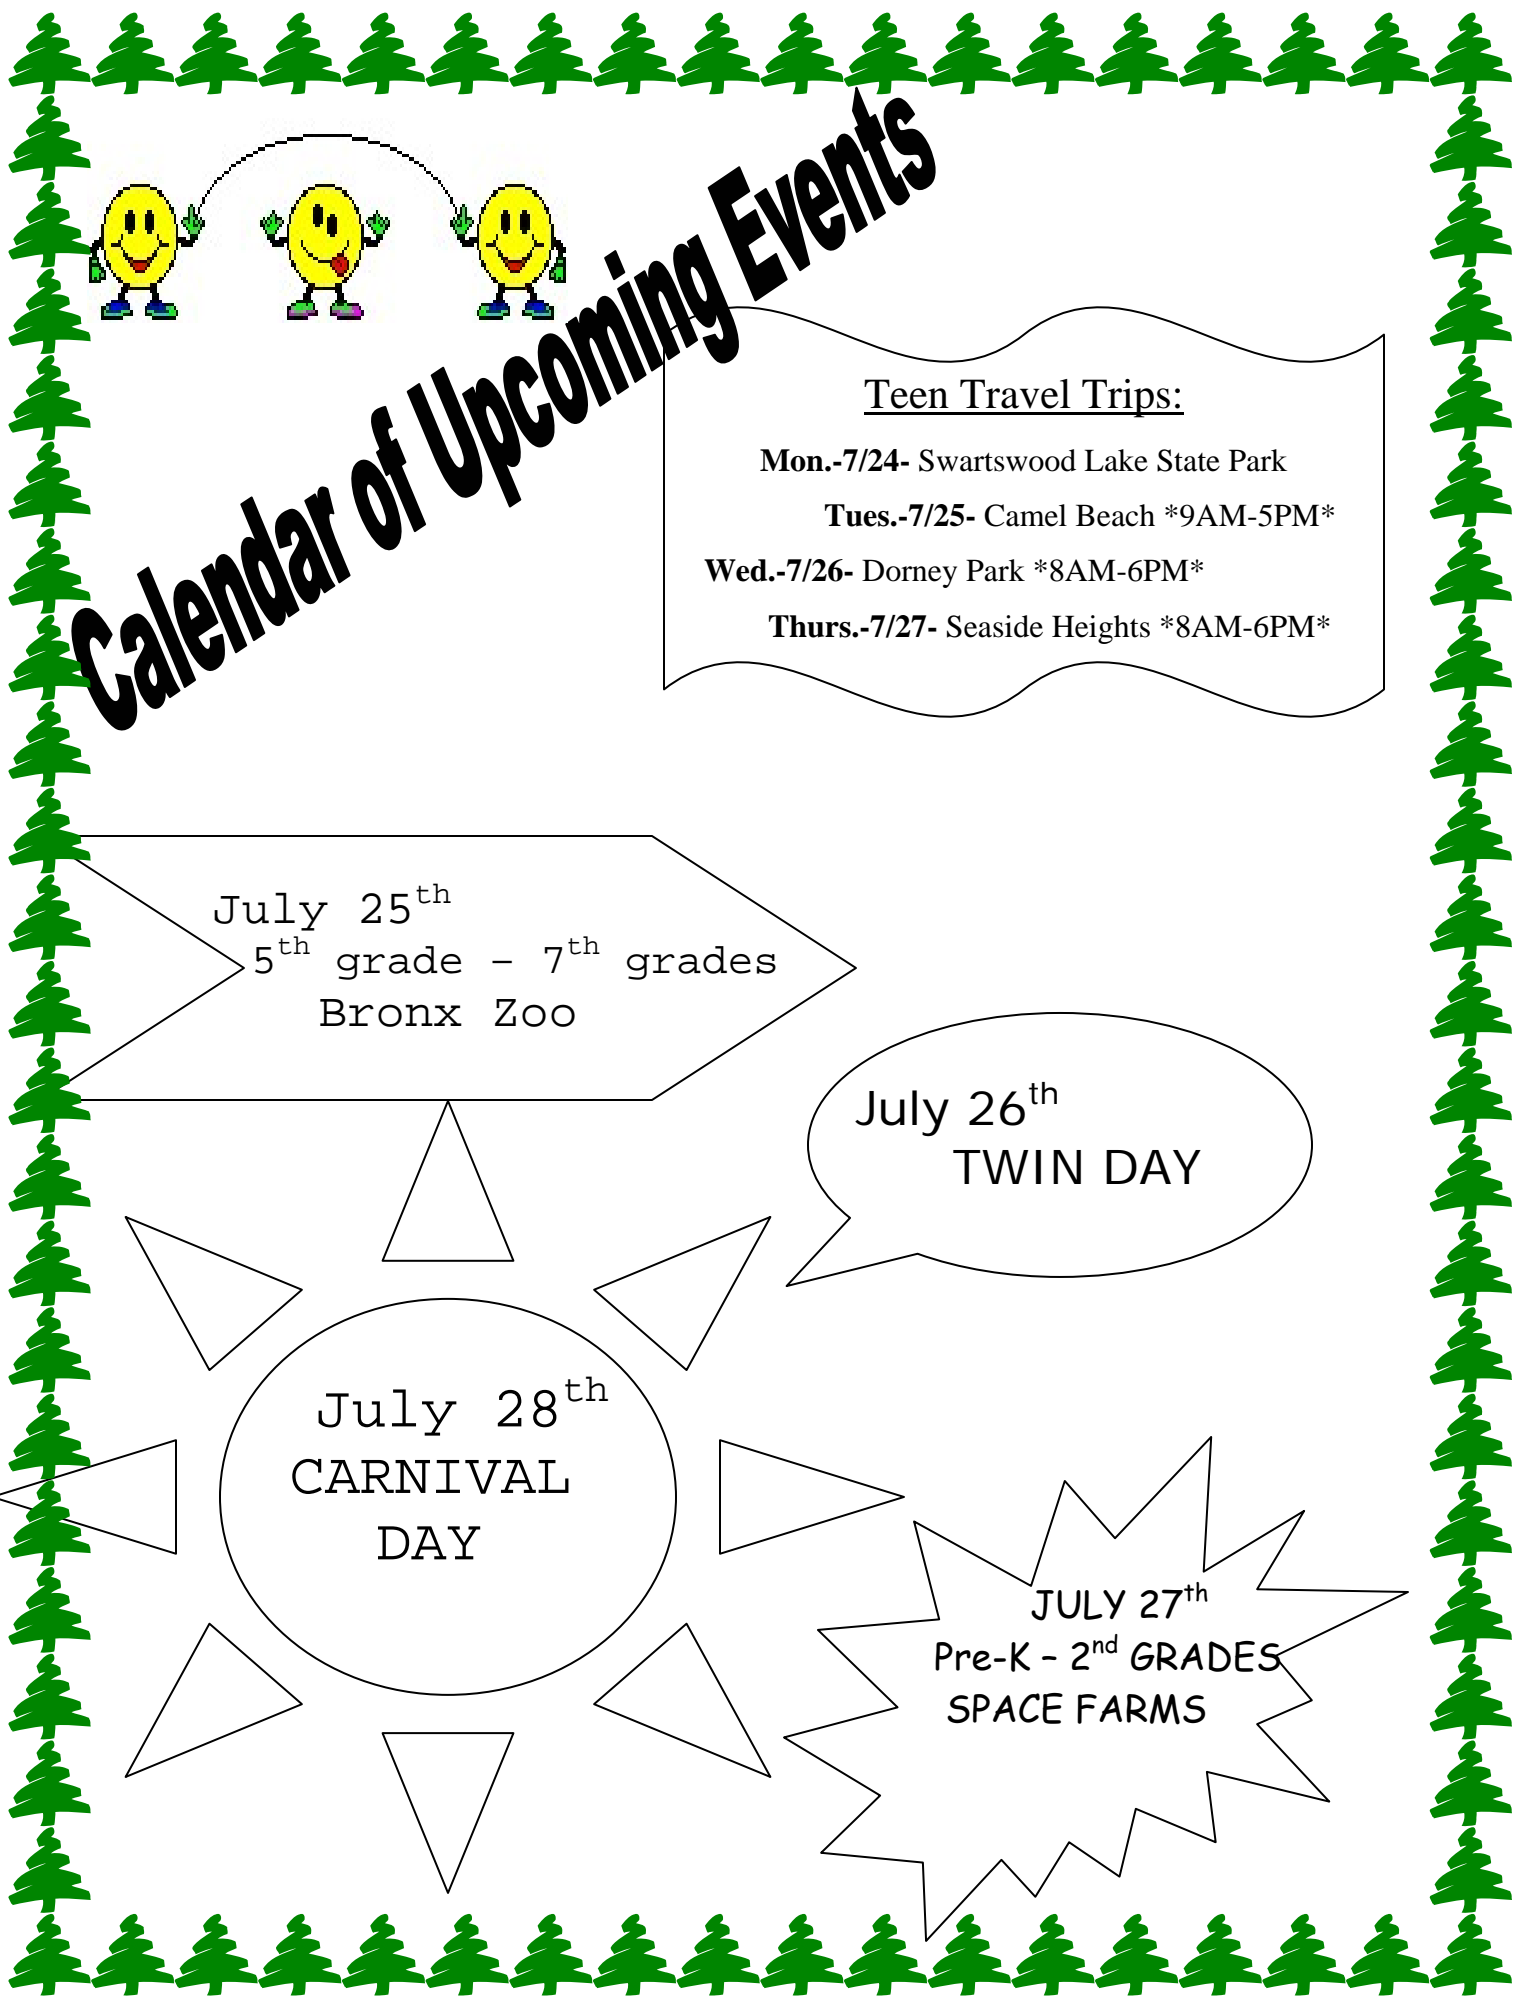 Calendar of Upcoming Events
Teen Travel Trips:
Mon.-7/24- Swartswood Lake State Park
Tues.-7/25- Camel Beach *9AM-5PM*
Wed.-7/26- Dorney Park *8AM-6PM*
Thurs.-7/27- Seaside Heights *8AM-6PM*
July 25th
5th grade – 7th grades
Bronx Zoo
July 26th
TWIN DAY
July 28th
CARNIVAL
DAY
JULY 27th
Pre-K – 2nd GRADES
SPACE FARMS